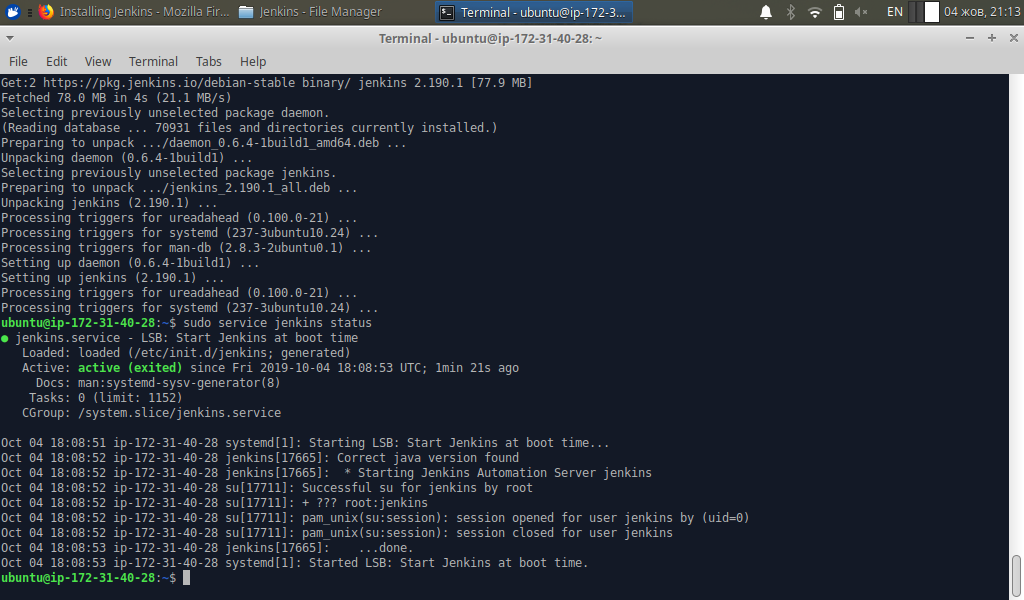 Installing Jenkins - Mozilla Fir... Jenkins - File Manager Terminal - ubuntu@ip-172-3... EN 04 жов, 21:13
Terminal - ubuntu@ip-172-31-40-28: ~
File Edit View Terminal Tabs Help
Get:2 https://pkg.jenkins.io/debian-stable binary/ jenkins 2.190.1 [77.9 MB]
Fetched 78.0 MB in 4s (21.1 MB/s)
Selecting previously unselected package daemon.
(Reading database ... 70931 files and directories currently installed.)
Preparing to unpack .../daemon_0.6.4-1build1_amd64.deb ...
Unpacking daemon (0.6.4-1build1) ...
Selecting previously unselected package jenkins.
Preparing to unpack .../jenkins_2.190.1_all.deb ...
Unpacking jenkins (2.190.1) ...
Processing triggers for ureadahead (0.100.0-21) ...
Processing triggers for systemd (237-3ubuntu10.24) ...
Processing triggers for man-db (2.8.3-2ubuntu0.1) ...
Setting up daemon (0.6.4-1build1) ...
Setting up jenkins (2.190.1) ...
Processing triggers for ureadahead (0.100.0-21) ...
Processing triggers for systemd (237-3ubuntu10.24) ...
ubuntu@ip-172-31-40-28:~$ sudo service jenkins status
● jenkins.service - LSB: Start Jenkins at boot time
   Loaded: loaded (/etc/init.d/jenkins; generated)
   Active: active (exited) since Fri 2019-10-04 18:08:53 UTC; 1min 21s ago
     Docs: man:systemd-sysv-generator(8)
    Tasks: 0 (limit: 1152)
   CGroup: /system.slice/jenkins.service

Oct 04 18:08:51 ip-172-31-40-28 systemd[1]: Starting LSB: Start Jenkins at boot time...
Oct 04 18:08:52 ip-172-31-40-28 jenkins[17665]: Correct java version found
Oct 04 18:08:52 ip-172-31-40-28 jenkins[17665]:  * Starting Jenkins Automation Server jenkins
Oct 04 18:08:52 ip-172-31-40-28 su[17711]: Successful su for jenkins by root
Oct 04 18:08:52 ip-172-31-40-28 su[17711]: + ??? root:jenkins
Oct 04 18:08:52 ip-172-31-40-28 su[17711]: pam_unix(su:session): session opened for user jenkins by (uid=0)
Oct 04 18:08:52 ip-172-31-40-28 su[17711]: pam_unix(su:session): session closed for user jenkins
Oct 04 18:08:53 ip-172-31-40-28 jenkins[17665]:    ...done.
Oct 04 18:08:53 ip-172-31-40-28 systemd[1]: Started LSB: Start Jenkins at boot time.
ubuntu@ip-172-31-40-28:~$